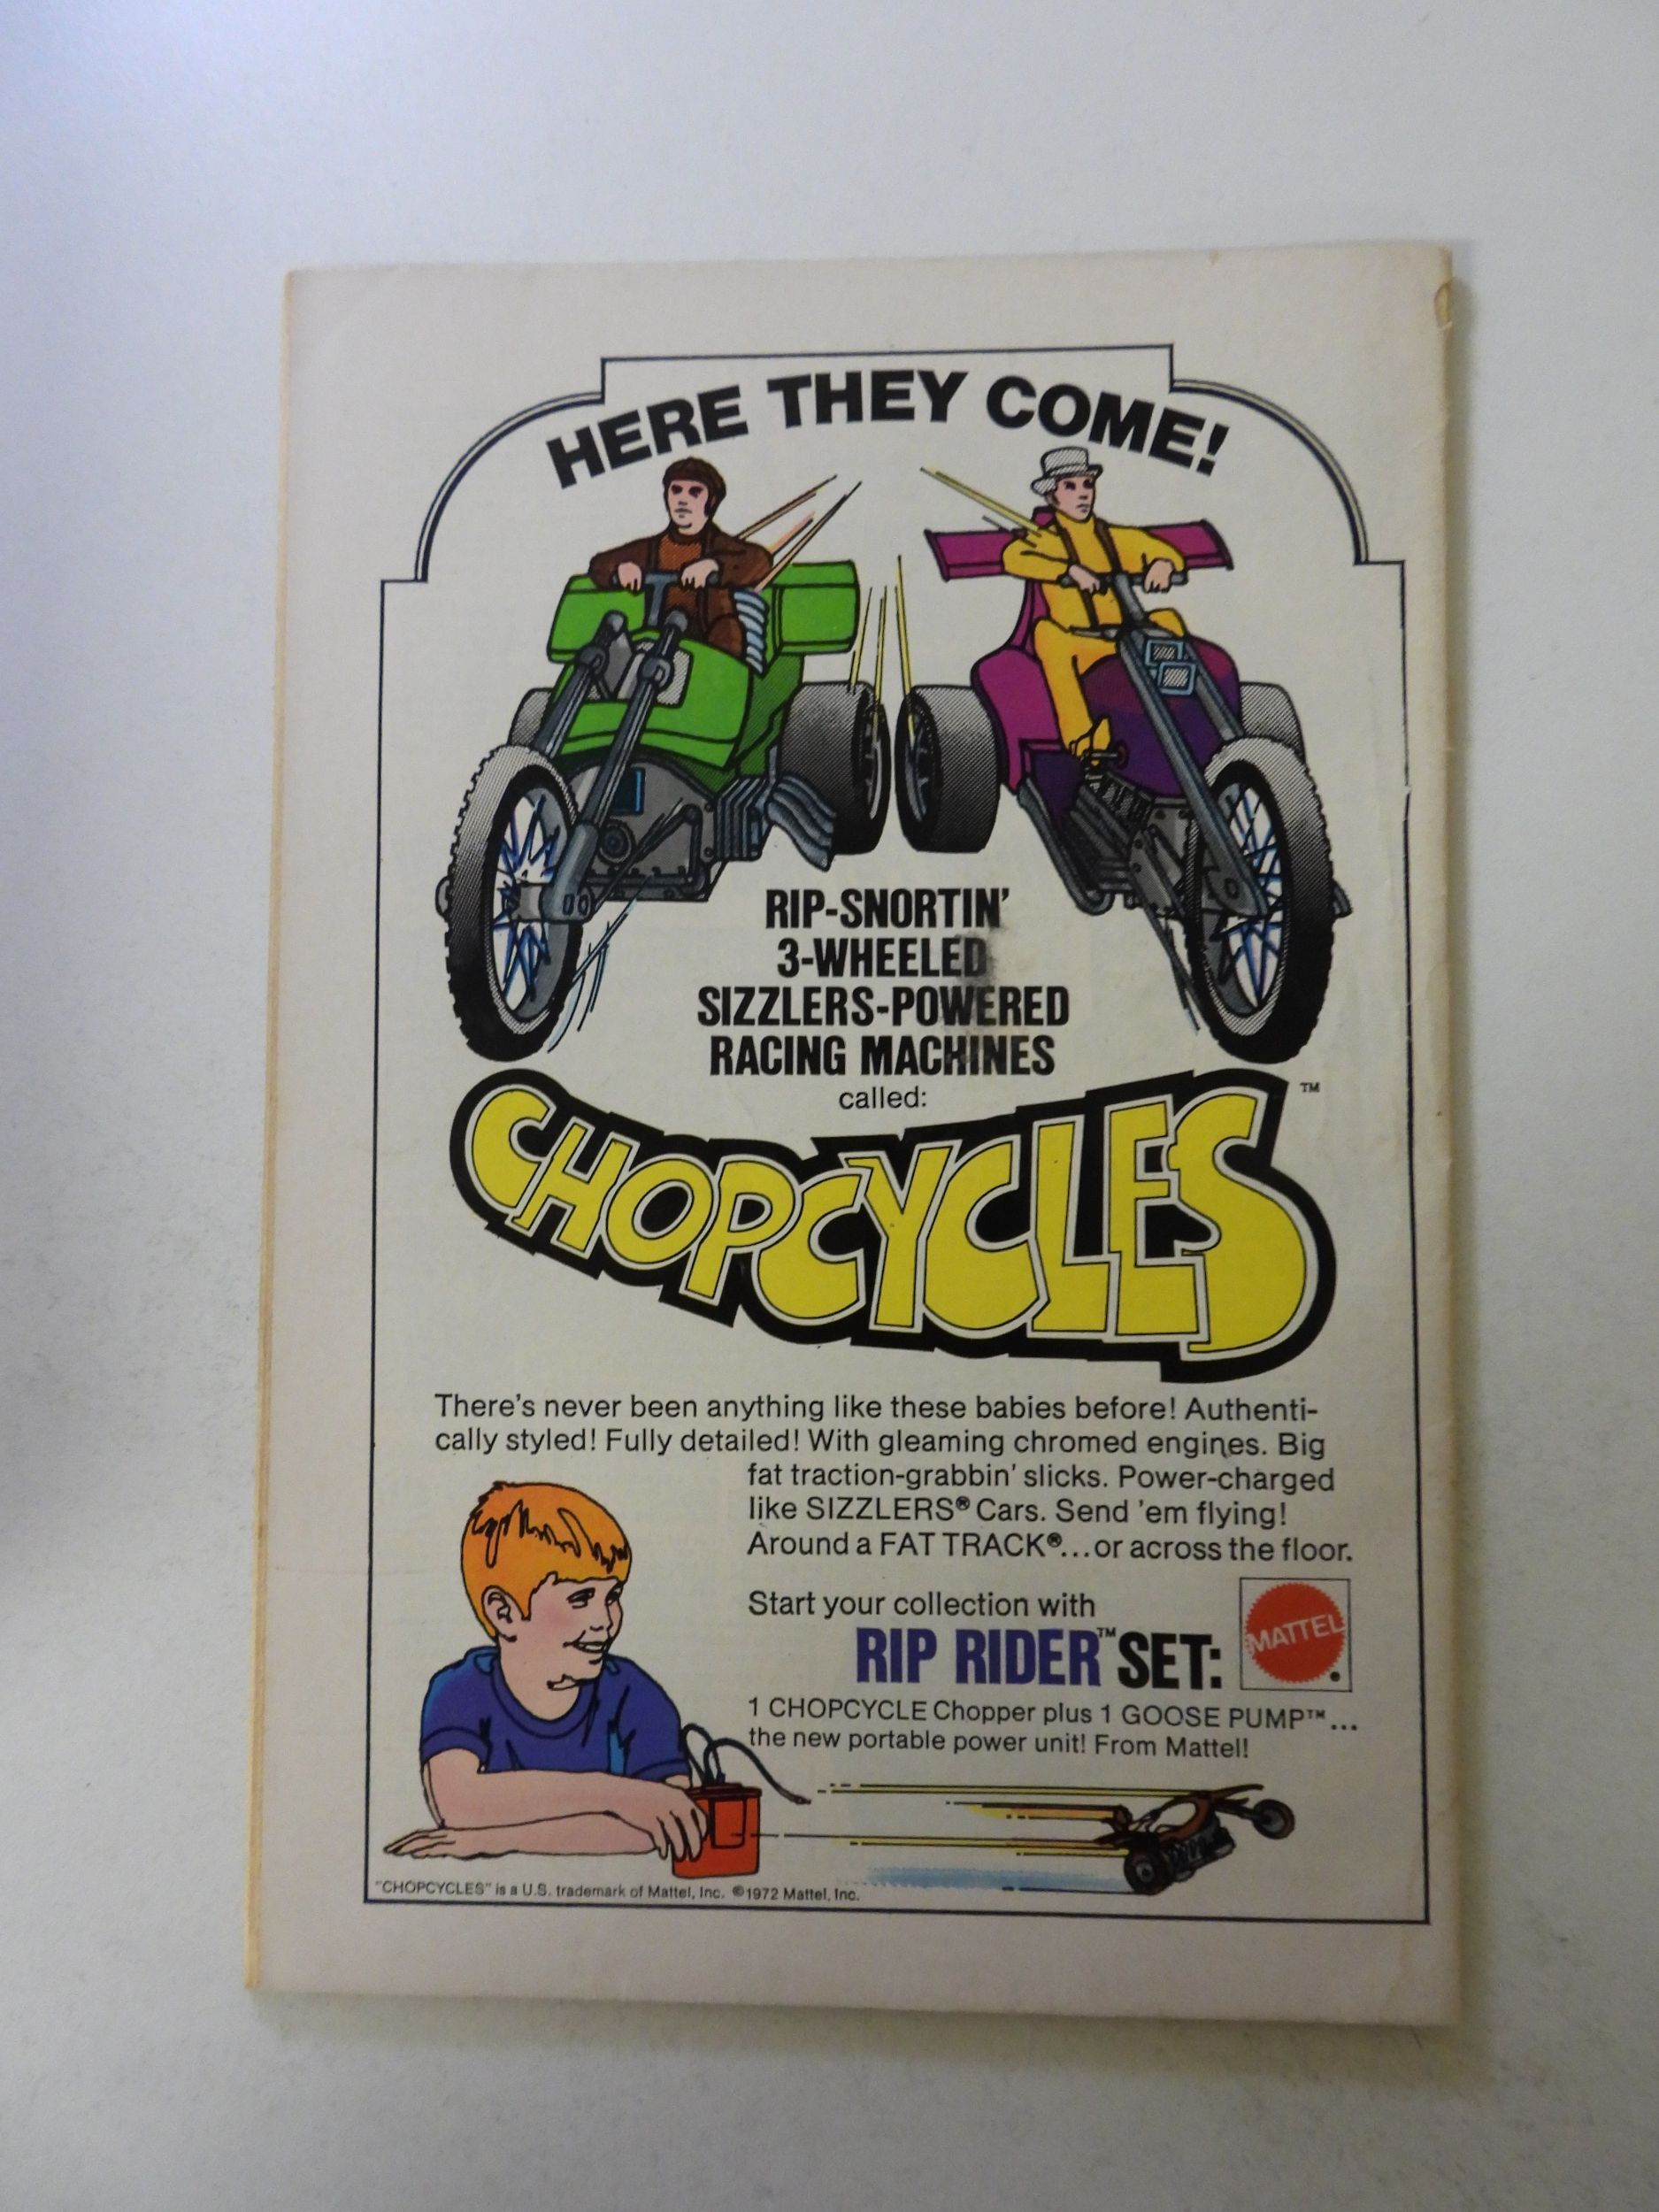 HERE THEY COME!
RIP-SNORTIN'
3-WHEELED
SIZZLERS-POWERED
RACING MACHINES
called:
CHOPCYCLES™
There's never been anything like these babies before! Authenti-
cally styled! Fully detailed! With gleaming chromed engines. Big
fat traction-grabbin' slicks. Power-charged
like SIZZLERS® Cars. Send 'em flying!
Around a FAT TRACK®...or across the floor.
Start your collection with
RIP RIDER™ SET:
MATTEL®
1 CHOPCYCLE Chopper plus 1 GOOSE PUMP™...
the new portable power unit! From Mattel!
"CHOPCYCLES" is a U.S. trademark of Mattel, Inc. ©1972 Mattel, Inc.